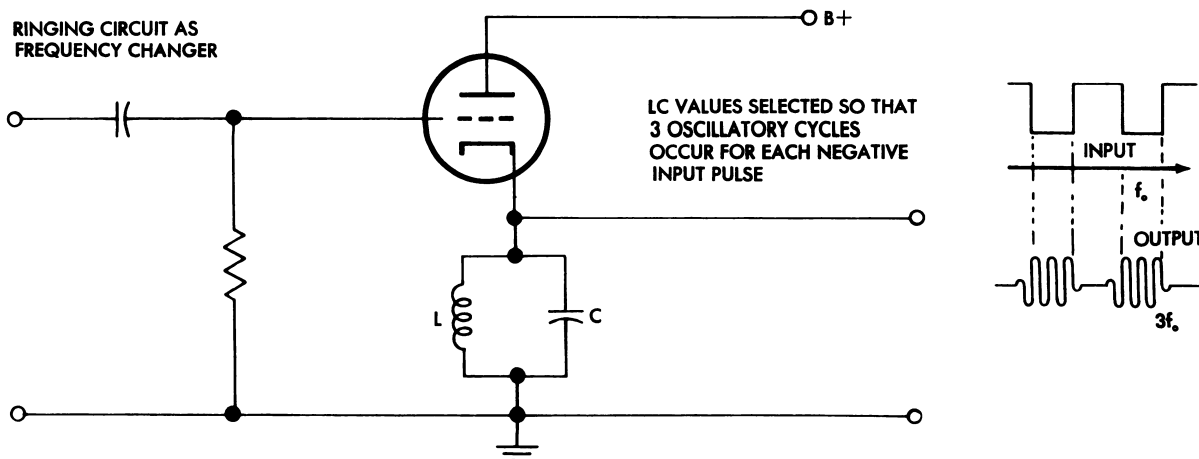 RINGING CIRCUIT AS
FREQUENCY CHANGER
B+
LC VALUES SELECTED SO THAT
3 OSCILLATORY CYCLES
OCCUR FOR EACH NEGATIVE
INPUT PULSE
INPUT
f₀
OUTPUT
3f₀
L
C